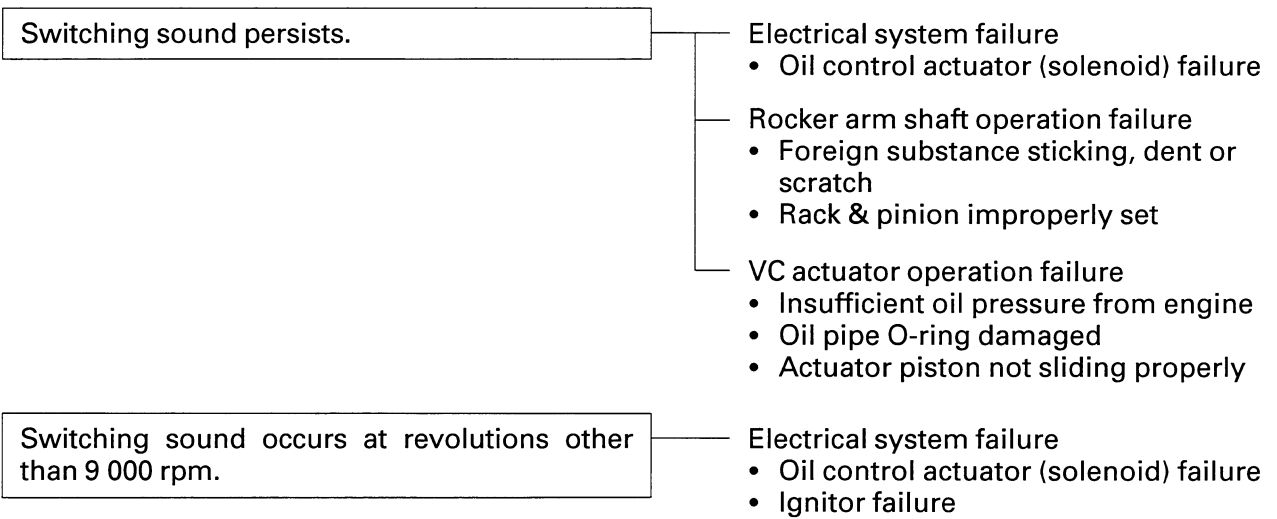 Switching sound persists.
Electrical system failure
• Oil control actuator (solenoid) failure
Rocker arm shaft operation failure
• Foreign substance sticking, dent or
scratch
• Rack & pinion improperly set
VC actuator operation failure
• Insufficient oil pressure from engine
• Oil pipe O-ring damaged
• Actuator piston not sliding properly
Switching sound occurs at revolutions other
than 9 000 rpm.
Electrical system failure
• Oil control actuator (solenoid) failure
• Ignitor failure